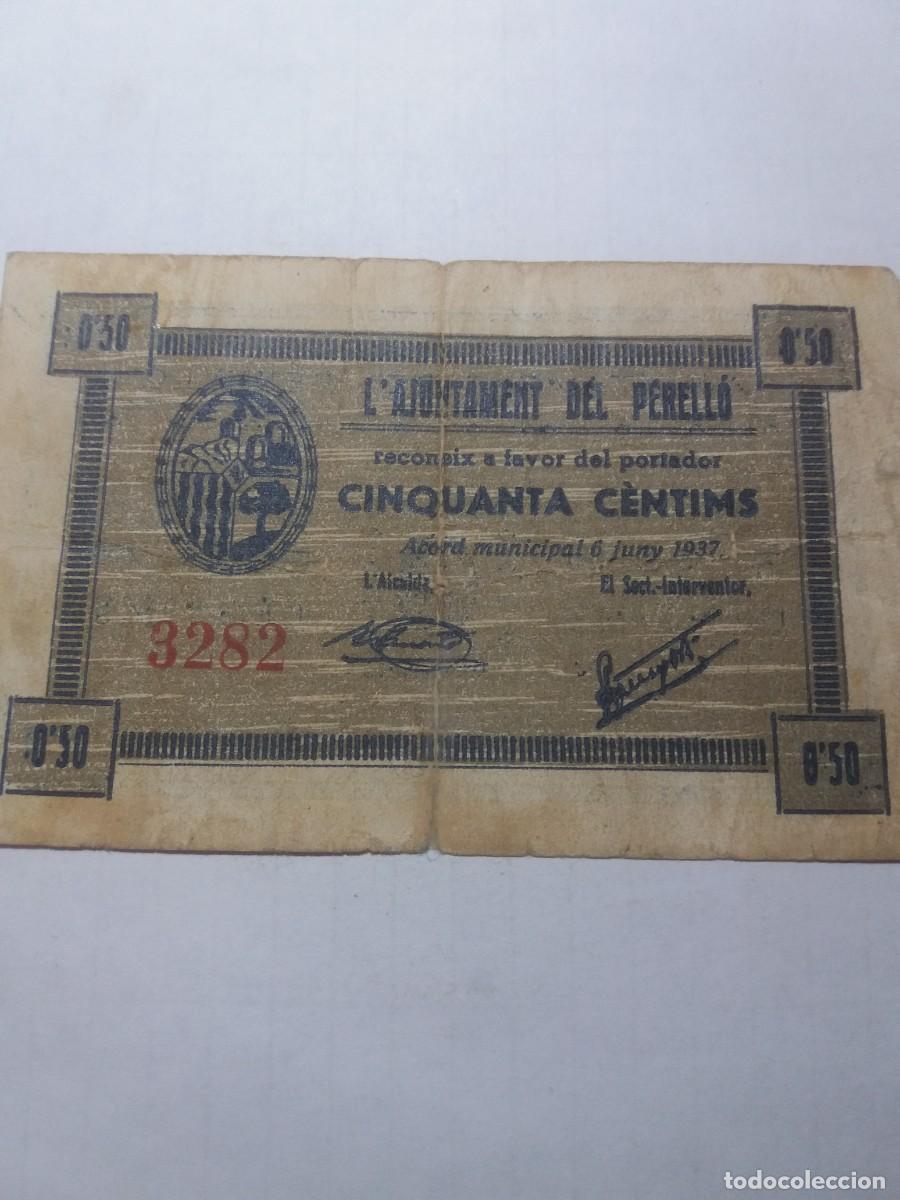 0'50 0'50
L'AJUNTAMENT DEL PERELLÓ
reconeix a favor del portador
CINQUANTA CÈNTIMS
Acord municipal 6 juny 1937.
L'Alcalde, El Sect.-Interventor,
3282
0'50 0'50
todocoleccion